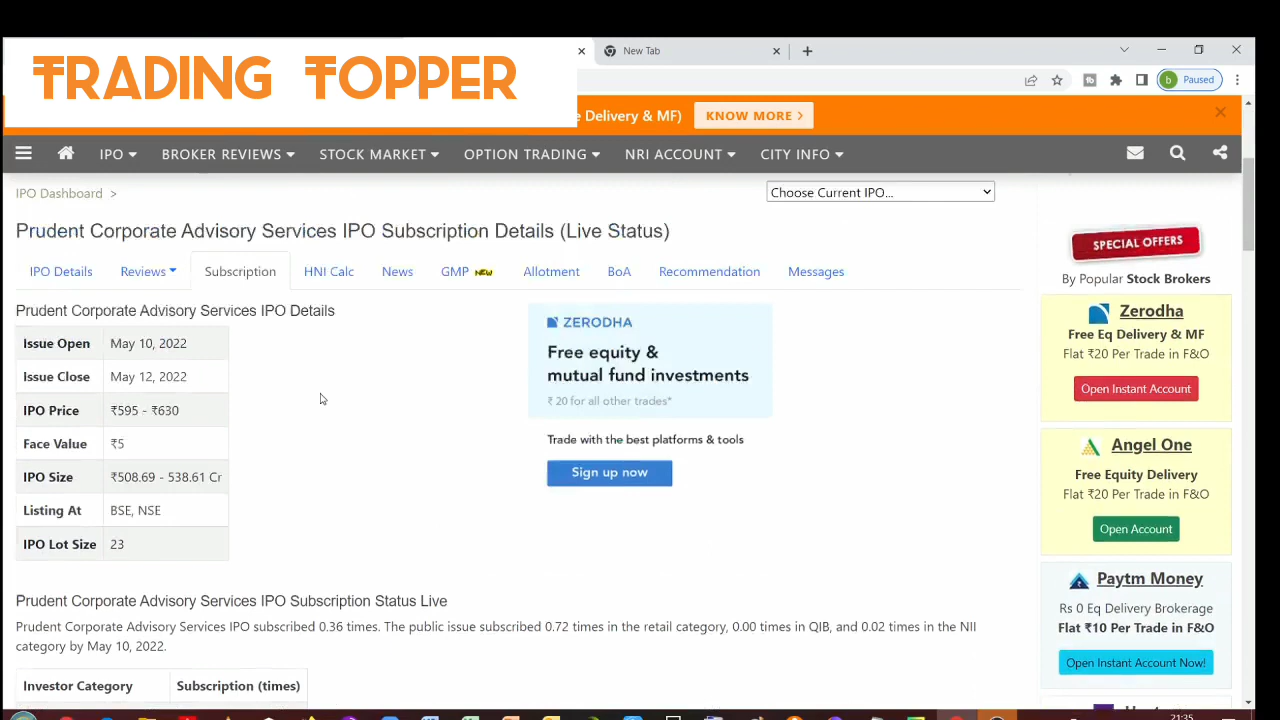 TRADING TOPPER
New Tab
b Paused
e Delivery & MF) KNOW MORE >
IPO BROKER REVIEWS STOCK MARKET OPTION TRADING NRI ACCOUNT CITY INFO
IPO Dashboard >
Choose Current IPO...
Prudent Corporate Advisory Services IPO Subscription Details (Live Status)
IPO Details Reviews Subscription HNI Calc News GMP NEW Allotment BoA Recommendation Messages
Prudent Corporate Advisory Services IPO Details
Issue Open May 10, 2022
Issue Close May 12, 2022
IPO Price ₹595 - ₹630
Face Value ₹5
IPO Size ₹508.69 - 538.61 Cr
Listing At BSE, NSE
IPO Lot Size 23
ZERODHA
Free equity &
mutual fund investments
₹ 20 for all other trades*
Trade with the best platforms & tools
Sign up now
Prudent Corporate Advisory Services IPO Subscription Status Live
Prudent Corporate Advisory Services IPO subscribed 0.36 times. The public issue subscribed 0.72 times in the retail category, 0.00 times in QIB, and 0.02 times in the NII
category by May 10, 2022.
Investor Category Subscription (times)
SPECIAL OFFERS
By Popular Stock Brokers
Zerodha
Free Eq Delivery & MF
Flat ₹20 Per Trade in F&O
Open Instant Account
Angel One
Free Equity Delivery
Flat ₹20 Per Trade in F&O
Open Account
Paytm Money
Rs 0 Eq Delivery Brokerage
Flat ₹10 Per Trade in F&O
Open Instant Account Now!
21:35